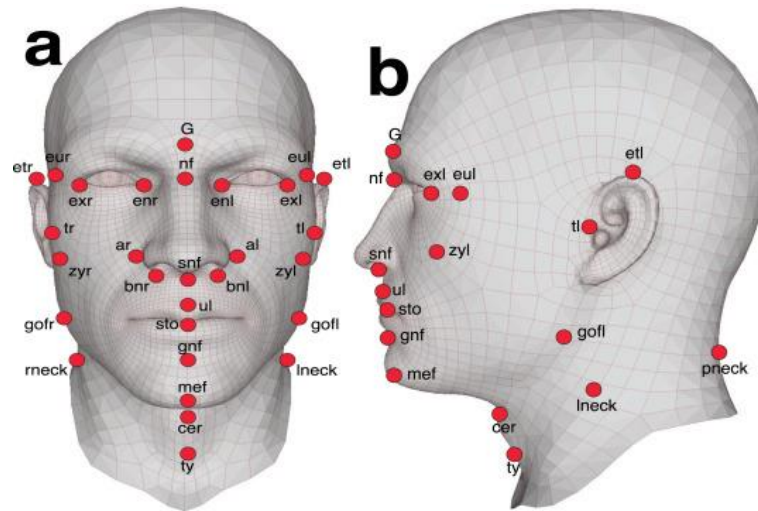 a
G
nf
etr eur eul etl
exr enr enl exl
tr tl
ar al
zyr snf zyl
bnr bnl
ul
gofr sto gofl
gnf
rneck lneck
mef
cer
ty
b
G
etl
nf exl eul
tl
snf zyl
ul
sto
gnf gofl
pneck
mef
lneck
cer
ty